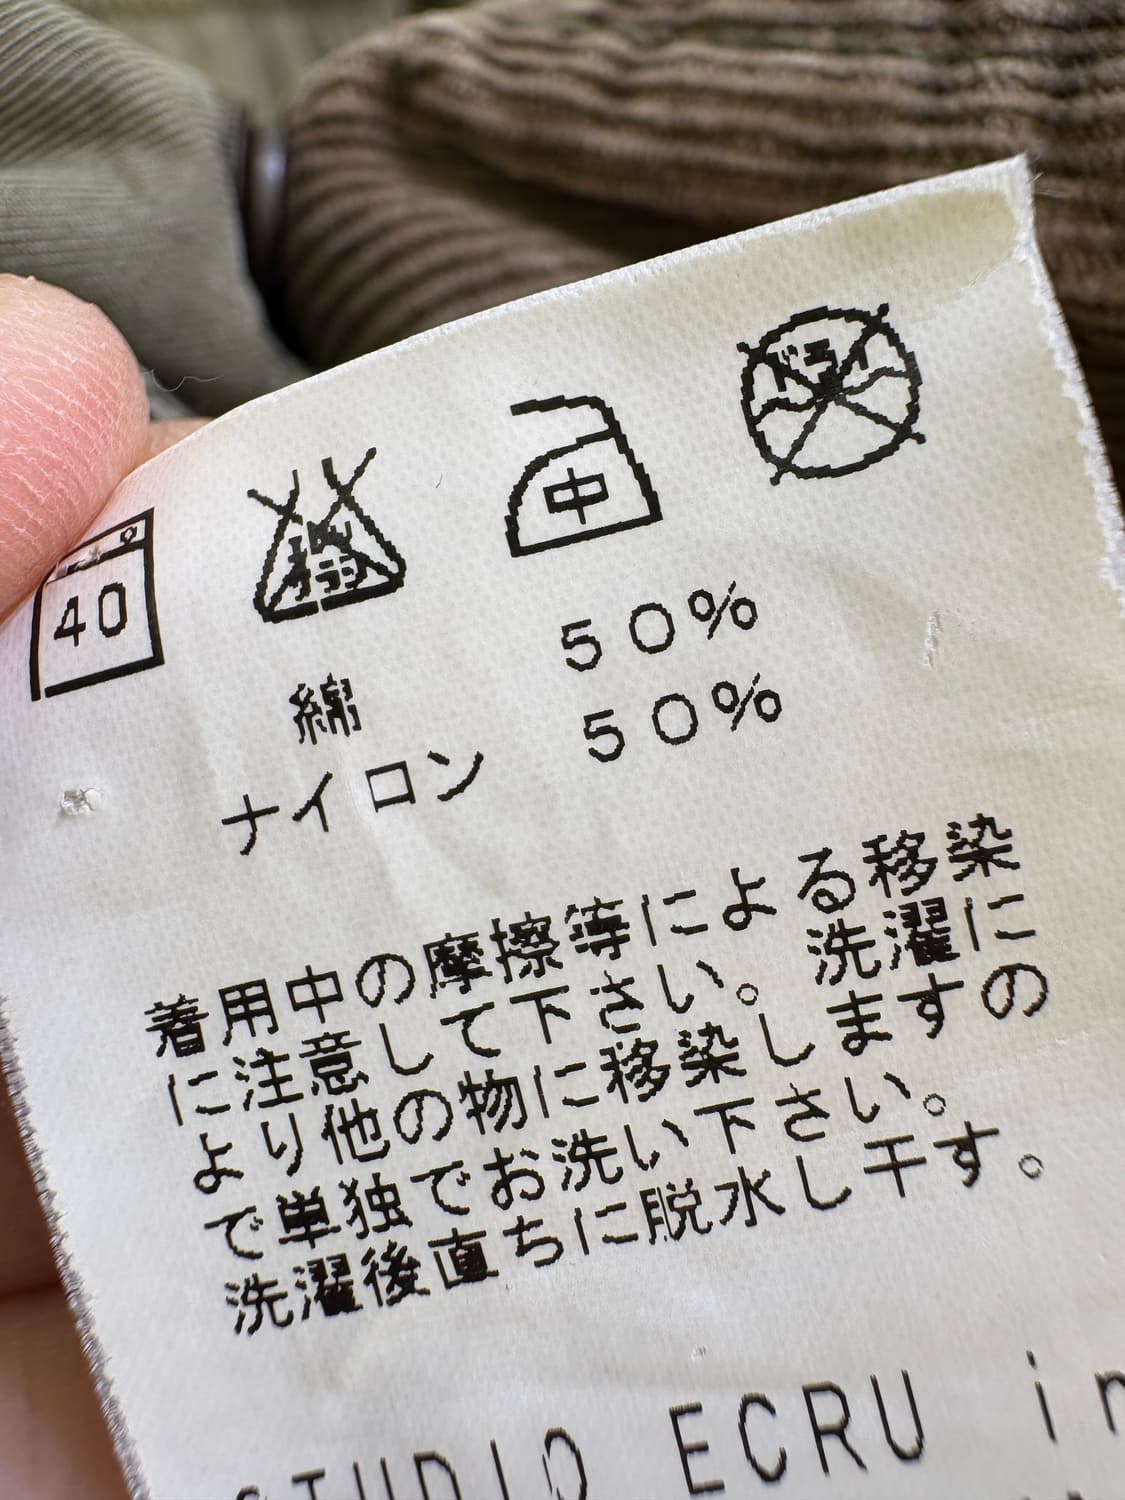 40
中
綿 50%
ナイロン 50%
着用中の摩擦等による移染
に注意して下さい。洗濯に
より他の物に移染しますの
で単独でお洗い下さい。
洗濯後直ちに脱水し干す。
STUDIO ECRU in